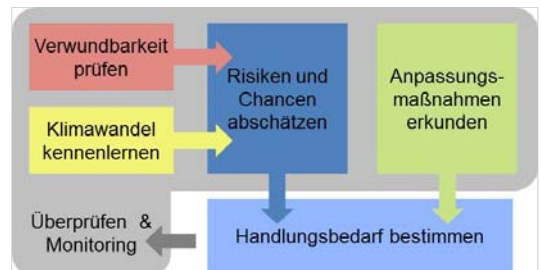 Verwundbarkeit
prüfen
Klimawandel
kennenlernen
Risiken und
Chancen
abschätzen
Anpassungs-
maßnahmen
erkunden
Überprüfen &
Monitoring
Handlungsbedarf bestimmen